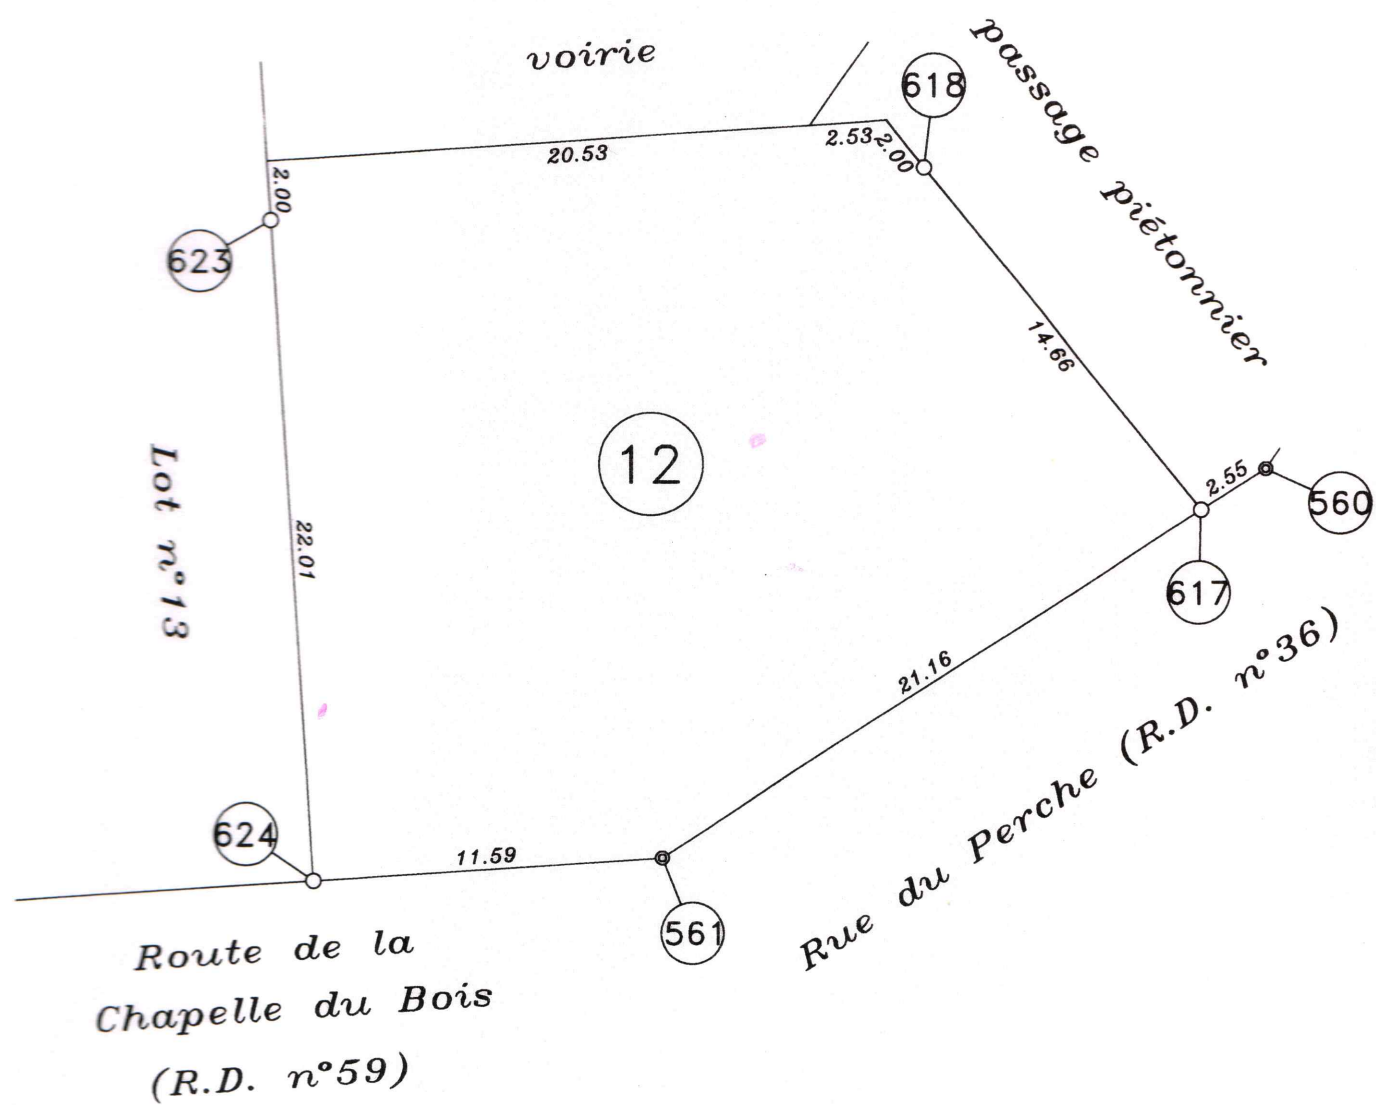 voirie
618
passage piétonnier
20.53
2.53
2.00
2.00
623
14.66
12
Lot n°13
22.01
2.55
560
617
21.16
Rue du Perche (R.D. n°36)
624
11.59
561
Route de la
Chapelle du Bois
(R.D. n°59)